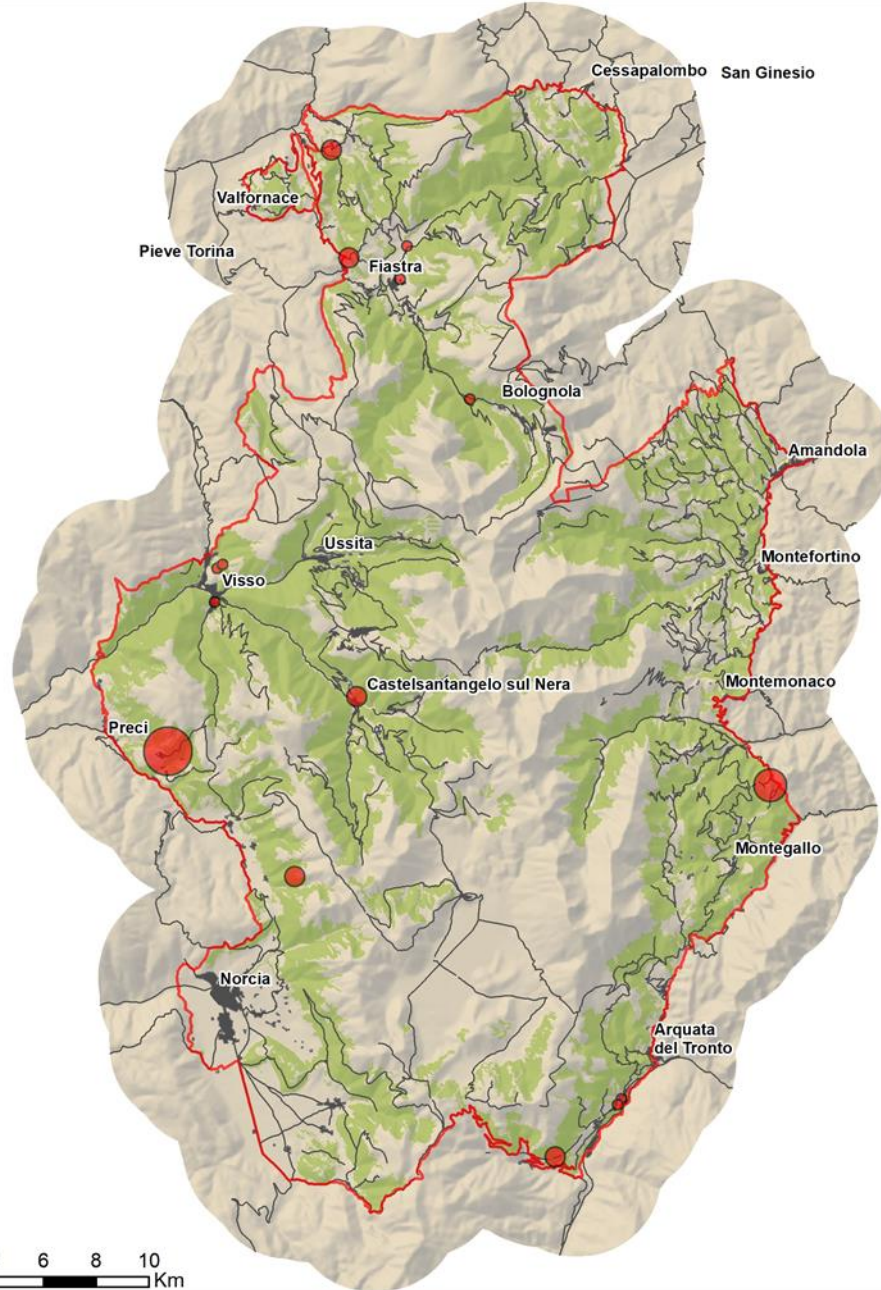 Cessapalombo
San Ginesio
Valfornace
Pieve Torina
Fiastra
Bolognola
Amandola
Ussita
Montefortino
Visso
Castelsantangelo sul Nera
Montemonaco
Preci
Montegallo
Norcia
Arquata
del Tronto
6 8 10
Km